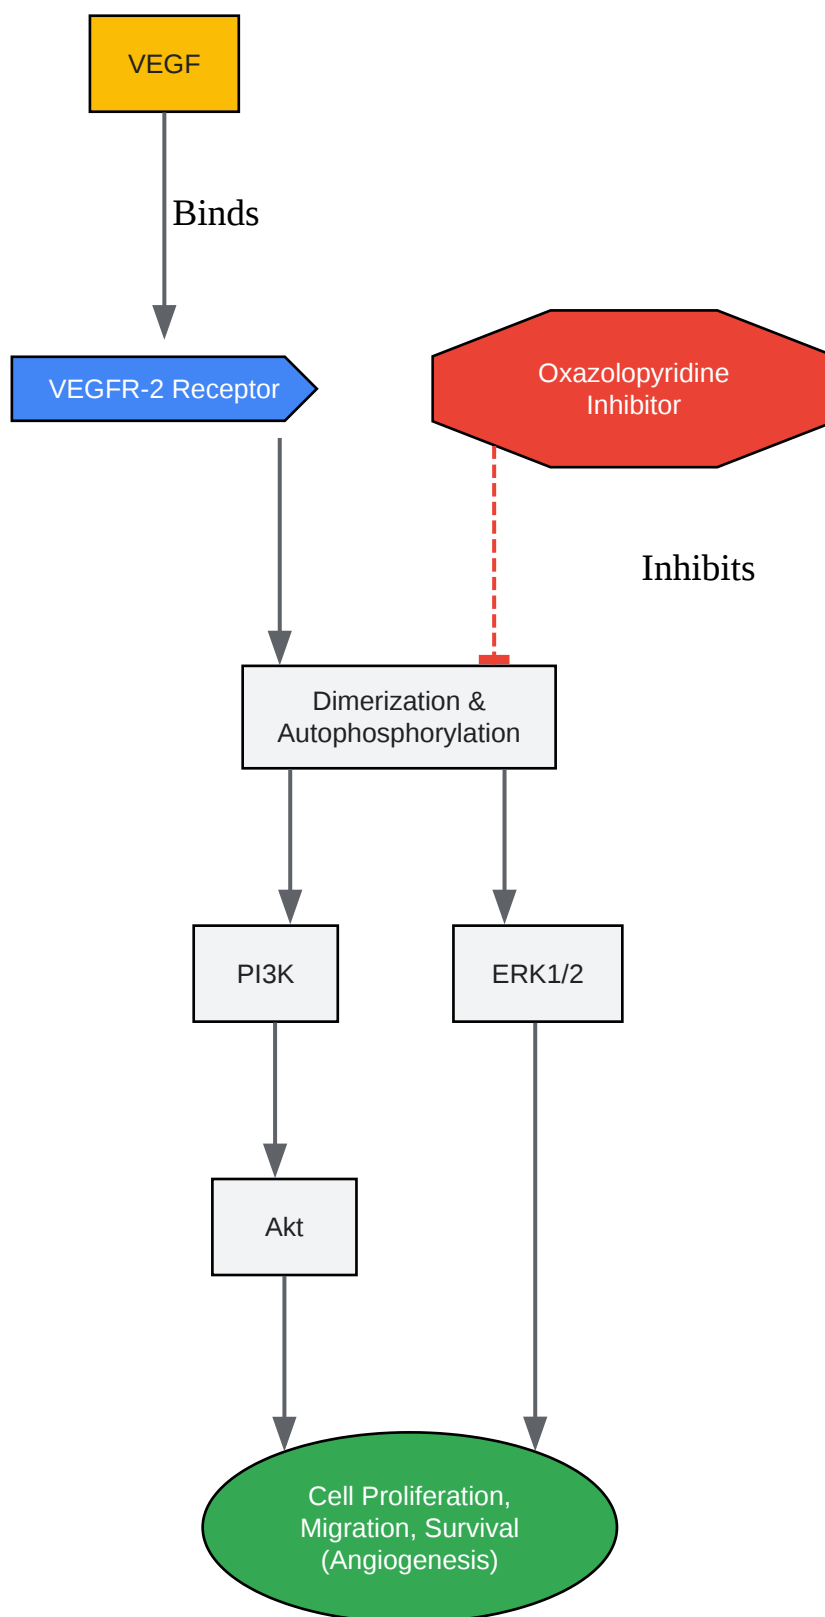 VEGF
Binds
VEGFR-2 Receptor
Oxazolopyridine
Inhibitor
Inhibits
Dimerization &
Autophosphorylation
PI3K
ERK1/2
Akt
Cell Proliferation,
Migration, Survival
(Angiogenesis)